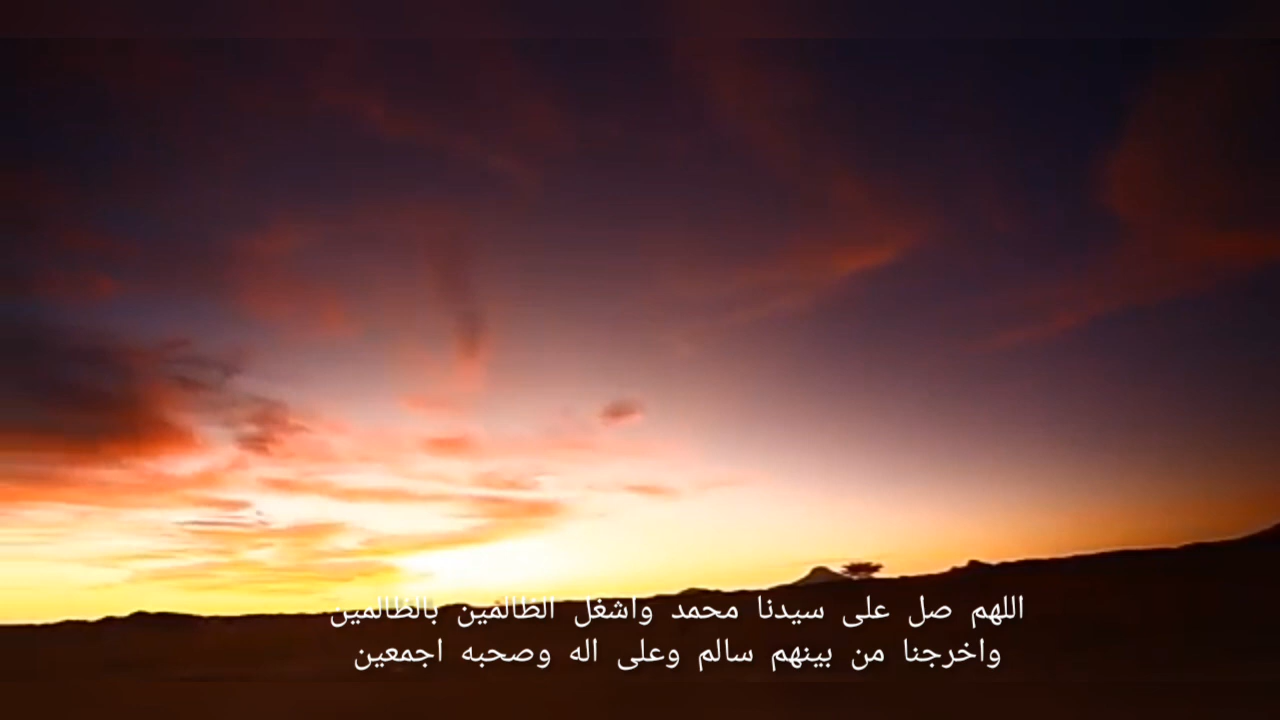 اللهم صل على سيدنا محمد واشغل الظالمين بالظالمين
واخرجنا من بينهم سالم وعلى اله وصحبه اجمعين